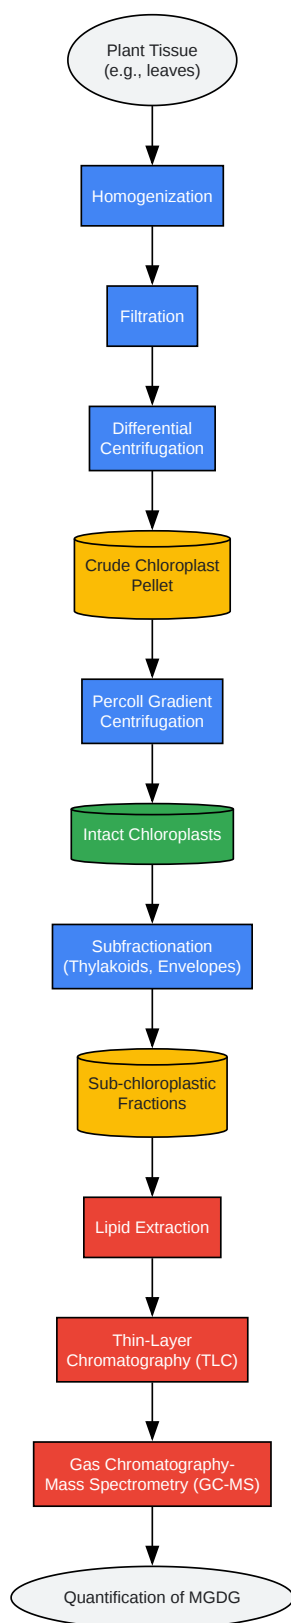 Plant Tissue
(e.g., leaves)
Homogenization
Filtration
Differential
Centrifugation
Crude Chloroplast
Pellet
Percoll Gradient
Centrifugation
Intact Chloroplasts
Subfractionation
(Thylakoids, Envelopes)
Sub-chloroplastic
Fractions
Lipid Extraction
Thin-Layer
Chromatography (TLC)
Gas Chromatography-
Mass Spectrometry (GC-MS)
Quantification of MGDG